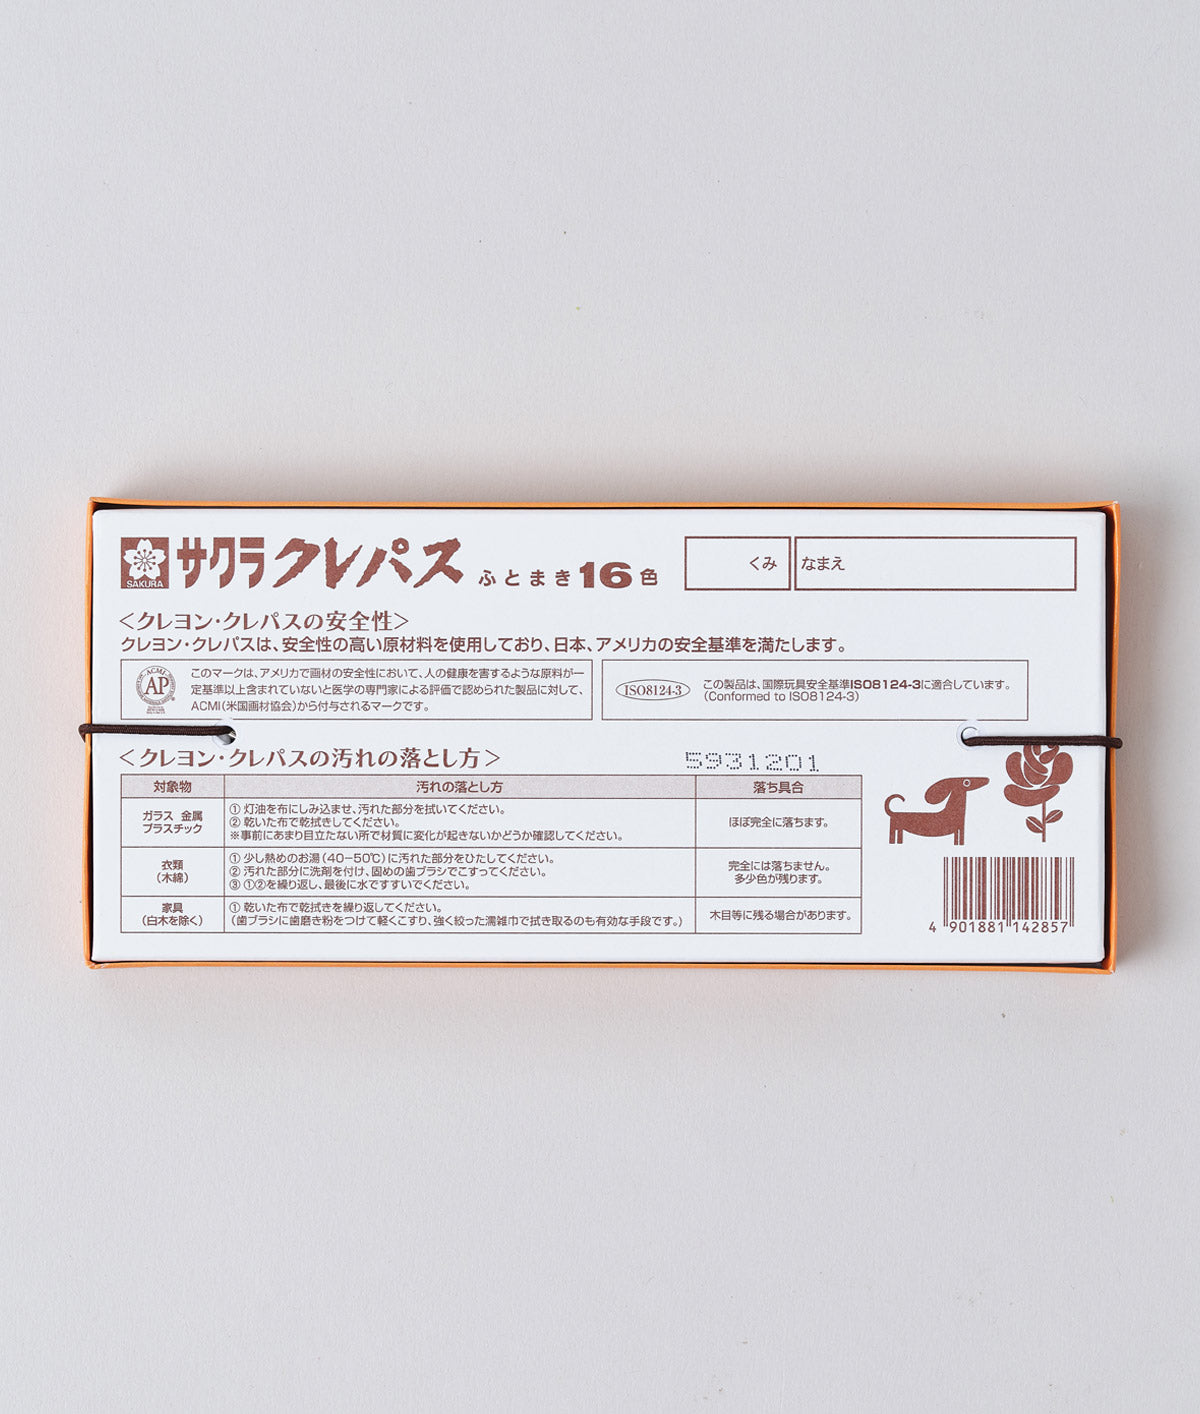 SAKURA サクラクレパス ふとまき16色 くみ なまえ
＜クレヨン・クレパスの安全性＞
クレヨン・クレパスは、安全性の高い原材料を使用しており、日本、アメリカの安全基準を満たします。
AP
このマークは、アメリカで画材の安全性において、人の健康を害するような原料が一
定基準以上含まれていないと医学の専門家による評価で認められた製品に対して、
ACMI（米国画材協会）から付与されるマークです。
ISO8124-3
この製品は、国際玩具安全基準ISO8124-3に適合しています。
(Conformed to ISO8124-3)
＜クレヨン・クレパスの汚れの落とし方＞
5931201
対象物 汚れの落とし方 落ち具合
ガラス 金属
プラスチック
① 灯油を布にしみ込ませ、汚れた部分を拭いてください。
② 乾いた布で乾拭きしてください。
※事前にあまり目立たない所で材質に変化が起きないかどうか確認してください。
ほぼ完全に落ちます。
衣類
（木綿）
① 少し熱めのお湯（40−50℃）に汚れた部分をひたしてください。
② 汚れた部分に洗剤を付け、固めの歯ブラシでこすってください。
③ ①②を繰り返し、最後に水ですすいでください。
完全には落ちません。
多少色が残ります。
家具
（白木を除く）
① 乾いた布で乾拭きを繰り返してください。
（歯ブラシに歯磨き粉をつけて軽くこすり、強く絞った濡雑巾で拭き取るのも有効な手段です。）
木目等に残る場合があります。
4 901881 142857